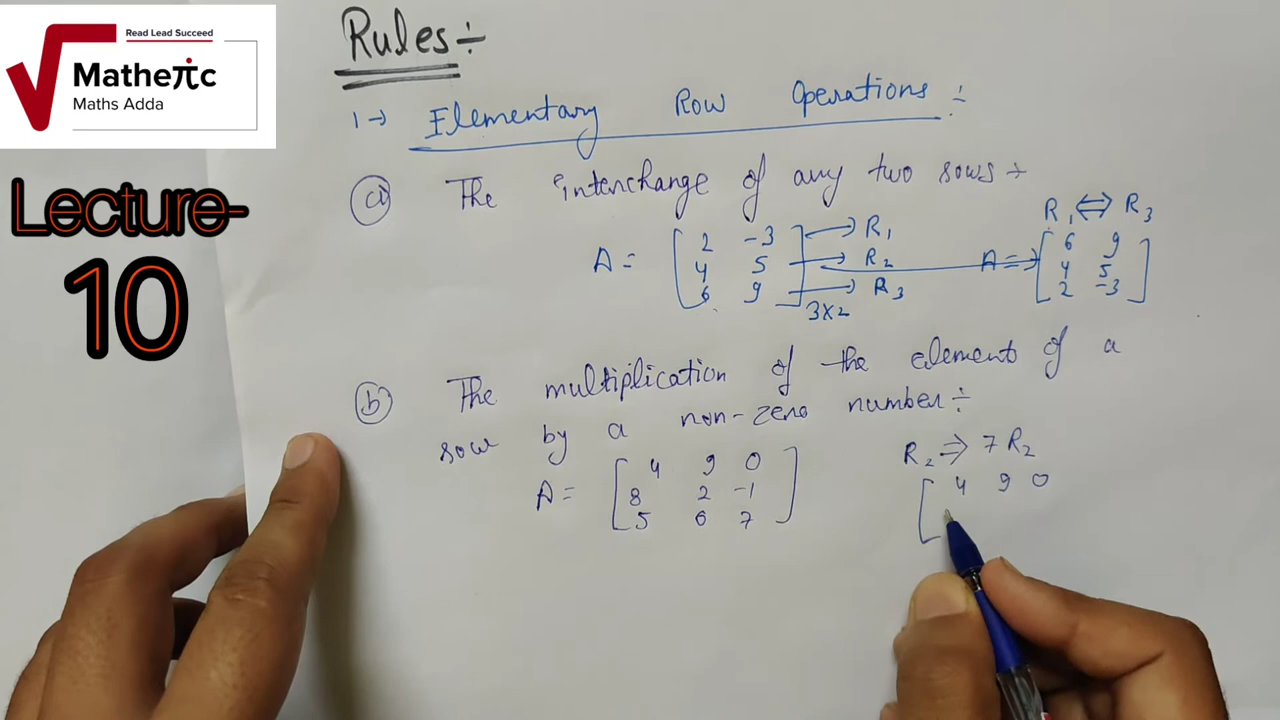 Read Lead Succeed
Matheπc
Maths Adda
Lecture-
10
Rules÷
1→ Elementary Row Operations÷
(a) The interchange of any two rows÷
R₁ ⇔ R₃
A = [ 2 -3 ] → R₁
4 5 → R₂
6 9 → R₃
3×2
A = [ 6 9
4 5
2 -3 ]
(b) The multiplication of the elements of a
row by a non-zero number÷
R₂ ⇒ 7R₂
A = [ 4 9 0
8 2 -1
5 6 7 ]
[ 4 9 0